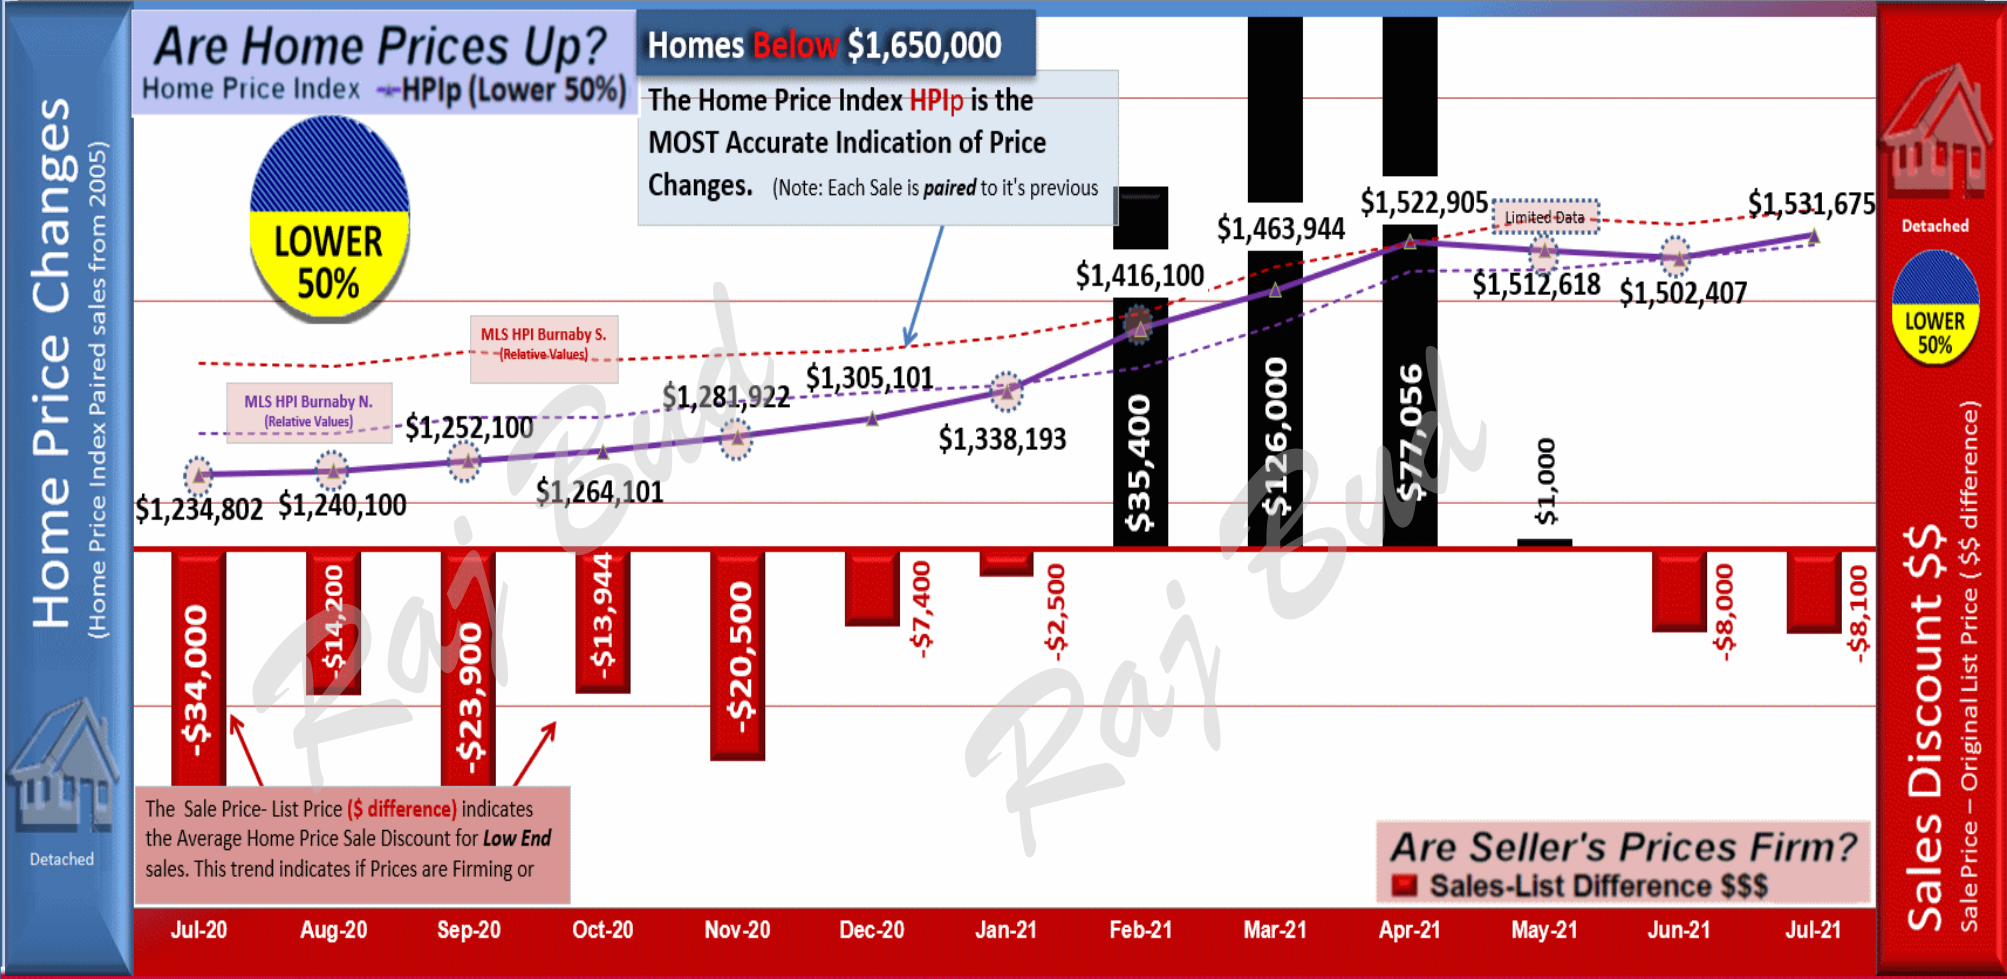 Home Price Changes
(Home Price Index Paired sales from 2005)
Detached
Are Home Prices Up?
Home Price Index HPIp (Lower 50%)
Homes Below $1,650,000
The Home Price Index HPIp is the
MOST Accurate Indication of Price
Changes. (Note: Each Sale is paired to it's previous
LOWER
50%
MLS HPI Burnaby S.
(Relative Values)
MLS HPI Burnaby N.
(Relative Values)
Limited Data
$1,234,802
$1,240,100
$1,252,100
$1,264,101
$1,281,922
$1,305,101
$1,338,193
$1,416,100
$1,463,944
$1,522,905
$1,512,618
$1,502,407
$1,531,675
-$34,000
-$14,200
-$23,900
-$13,944
-$20,500
-$7,400
-$2,500
$35,400
$126,000
$77,056
$1,000
-$8,000
-$8,100
Raj Bud
Raj Bud
The Sale Price- List Price ($ difference) indicates
the Average Home Price Sale Discount for Low End
sales. This trend indicates if Prices are Firming or
Are Seller's Prices Firm?
Sales-List Difference $$$
Jul-20 Aug-20 Sep-20 Oct-20 Nov-20 Dec-20 Jan-21 Feb-21 Mar-21 Apr-21 May-21 Jun-21 Jul-21
Detached
LOWER
50%
Sales Discount $$
Sale Price – Original List Price ( $$ difference)